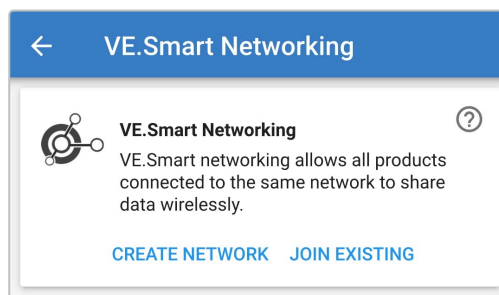 VE.Smart Networking
VE.Smart Networking
VE.Smart networking allows all products
connected to the same network to share
data wirelessly.
CREATE NETWORK JOIN EXISTING